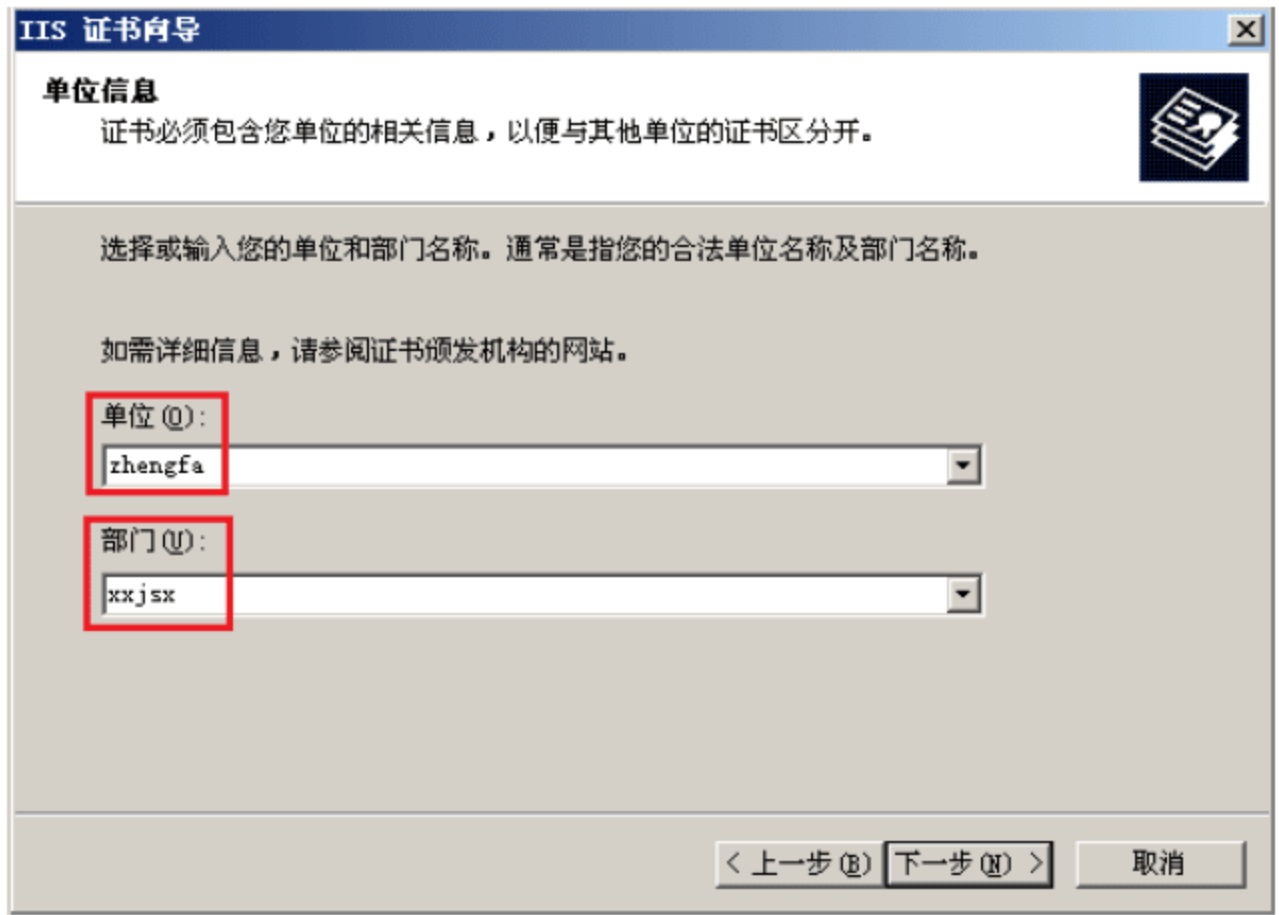 IIS 证书向导
单位信息
证书必须包含您单位的相关信息，以便与其他单位的证书区分开。
选择或输入您的单位和部门名称。通常是指您的合法单位名称及部门名称。
如需详细信息，请参阅证书颁发机构的网站。
单位(O):
zhengfa
部门(U):
xxjsx
< 上一步(B) 下一步(N) > 取消